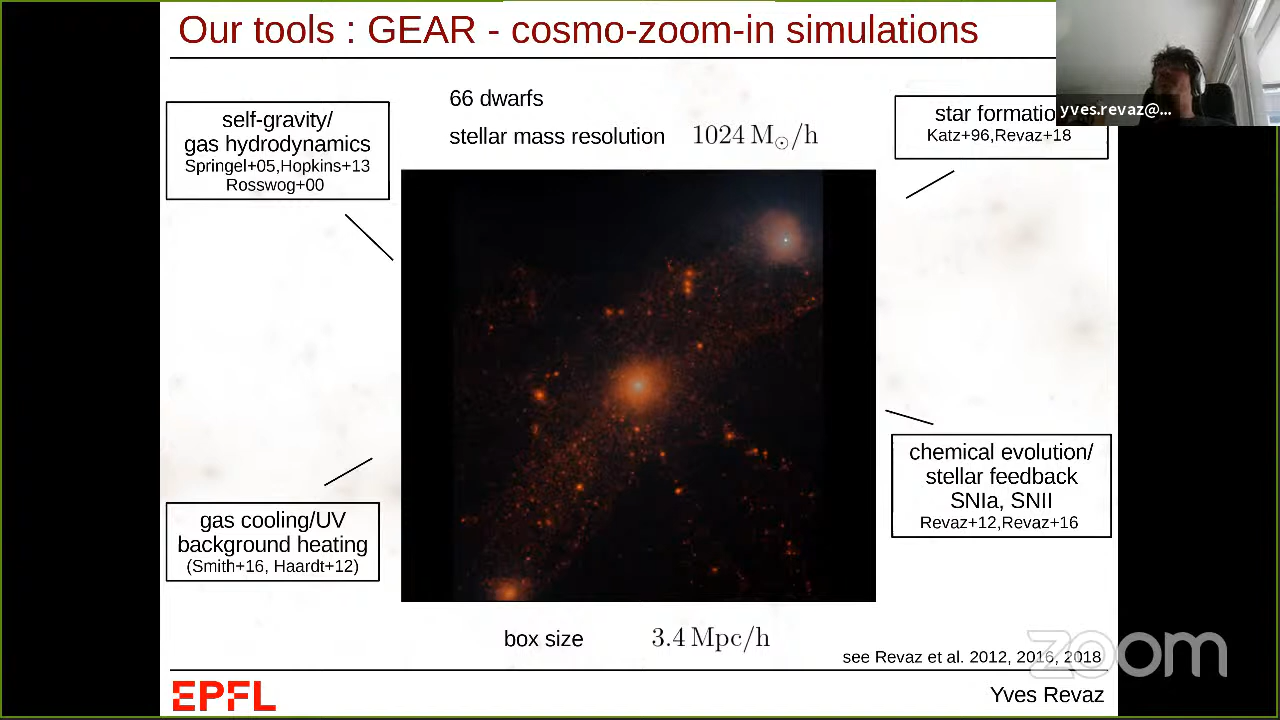 Our tools : GEAR - cosmo-zoom-in simulations
yves.revaz@...
66 dwarfs
stellar mass resolution 1024 M⊙/h
self-gravity/
gas hydrodynamics
Springel+05,Hopkins+13
Rosswog+00
star formatio
Katz+96,Revaz+18
gas cooling/UV
background heating
(Smith+16, Haardt+12)
chemical evolution/
stellar feedback
SNIa, SNII
Revaz+12,Revaz+16
box size 3.4 Mpc/h
see Revaz et al. 2012, 2016, 2018
zoom
EPFL
Yves Revaz